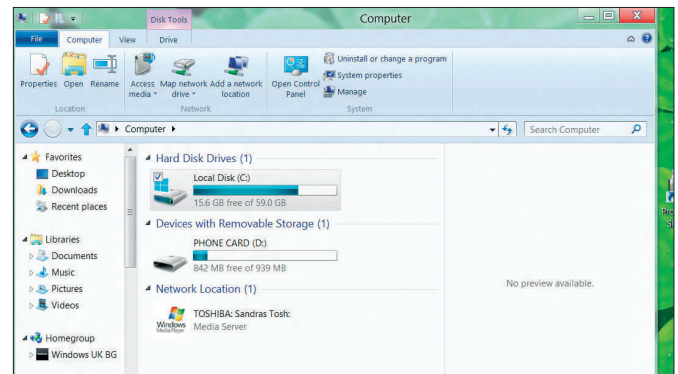 Disk Tools
Computer
File
Computer
View
Drive
Properties
Open
Rename
Access media
Map network drive
Add a network location
Open Control Panel
Uninstall or change a program
System properties
Manage
Location
Network
System
Computer
Search Computer
Favorites
Desktop
Downloads
Recent places
Libraries
Documents
Music
Pictures
Videos
Homegroup
Windows UK BG
Hard Disk Drives (1)
Local Disk (C:)
15.6 GB free of 59.0 GB
Devices with Removable Storage (1)
PHONE CARD (D:)
842 MB free of 939 MB
Network Location (1)
Windows
Media Player
TOSHIBA: Sandras Tosh:
Media Server
No preview available.